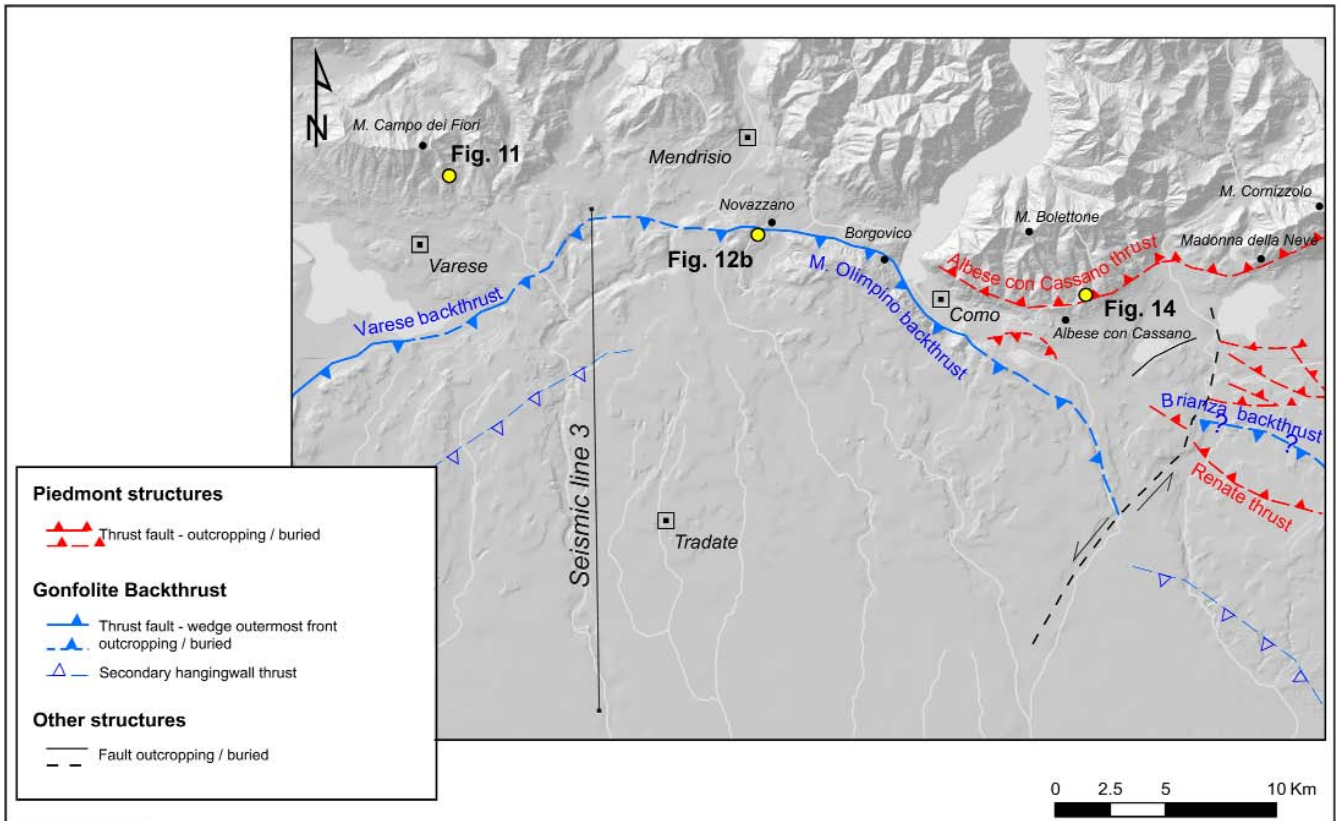 N
M. Campo dei Fiori
Fig. 11
Mendrisio
M. Cornizzolo
Novazzano
M. Bolettone
Borgovico
Madonna della Neve
Varese
Fig. 12b
Albese con Cassano thrust
M. Olimpino backthrust
Como
Fig. 14
Varese backthrust
Albese con Cassano
Brianza backthrust
?
?
Seismic line 3
Renate thrust
Tradate
Piedmont structures
Thrust fault - outcropping / buried
Gonfolite Backthrust
Thrust fault - wedge outermost front
outcropping / buried
Secondary hangingwall thrust
Other structures
Fault outcropping / buried
0 2.5 5 10 Km